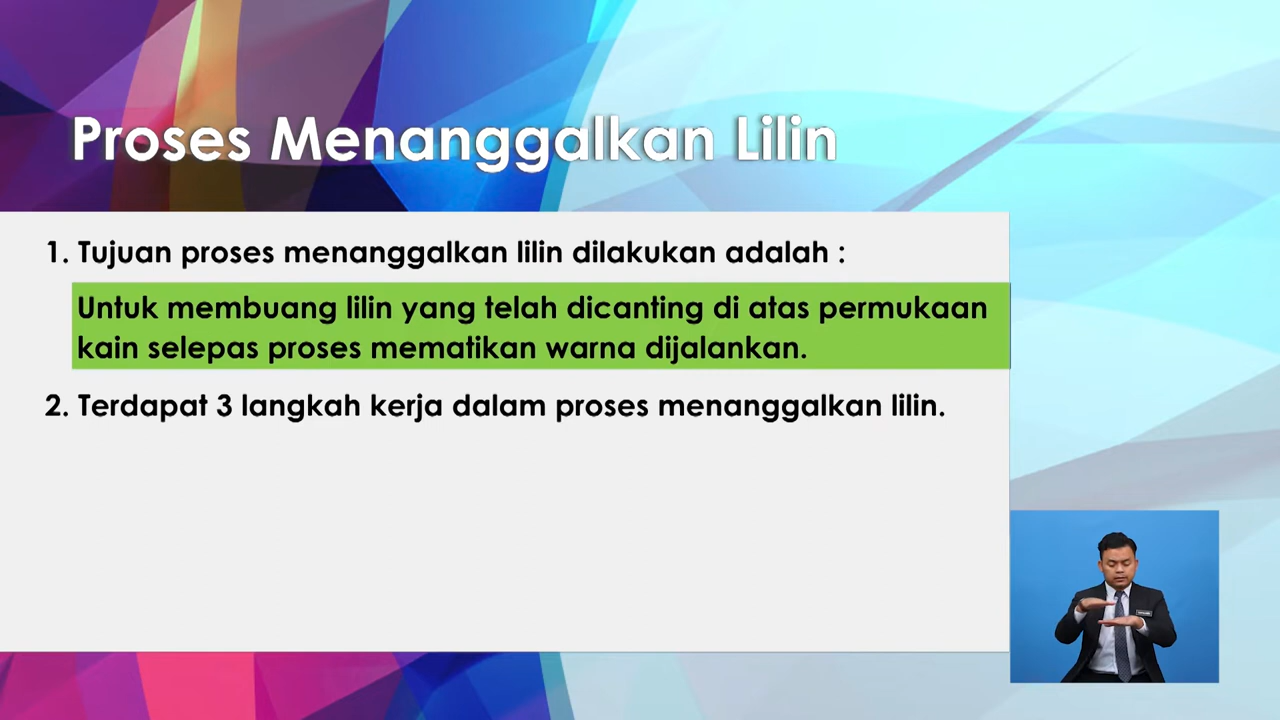 Proses Menanggalkan Lilin
1. Tujuan proses menanggalkan lilin dilakukan adalah :
Untuk membuang lilin yang telah dicanting di atas permukaan
kain selepas proses mematikan warna dijalankan.
2. Terdapat 3 langkah kerja dalam proses menanggalkan lilin.